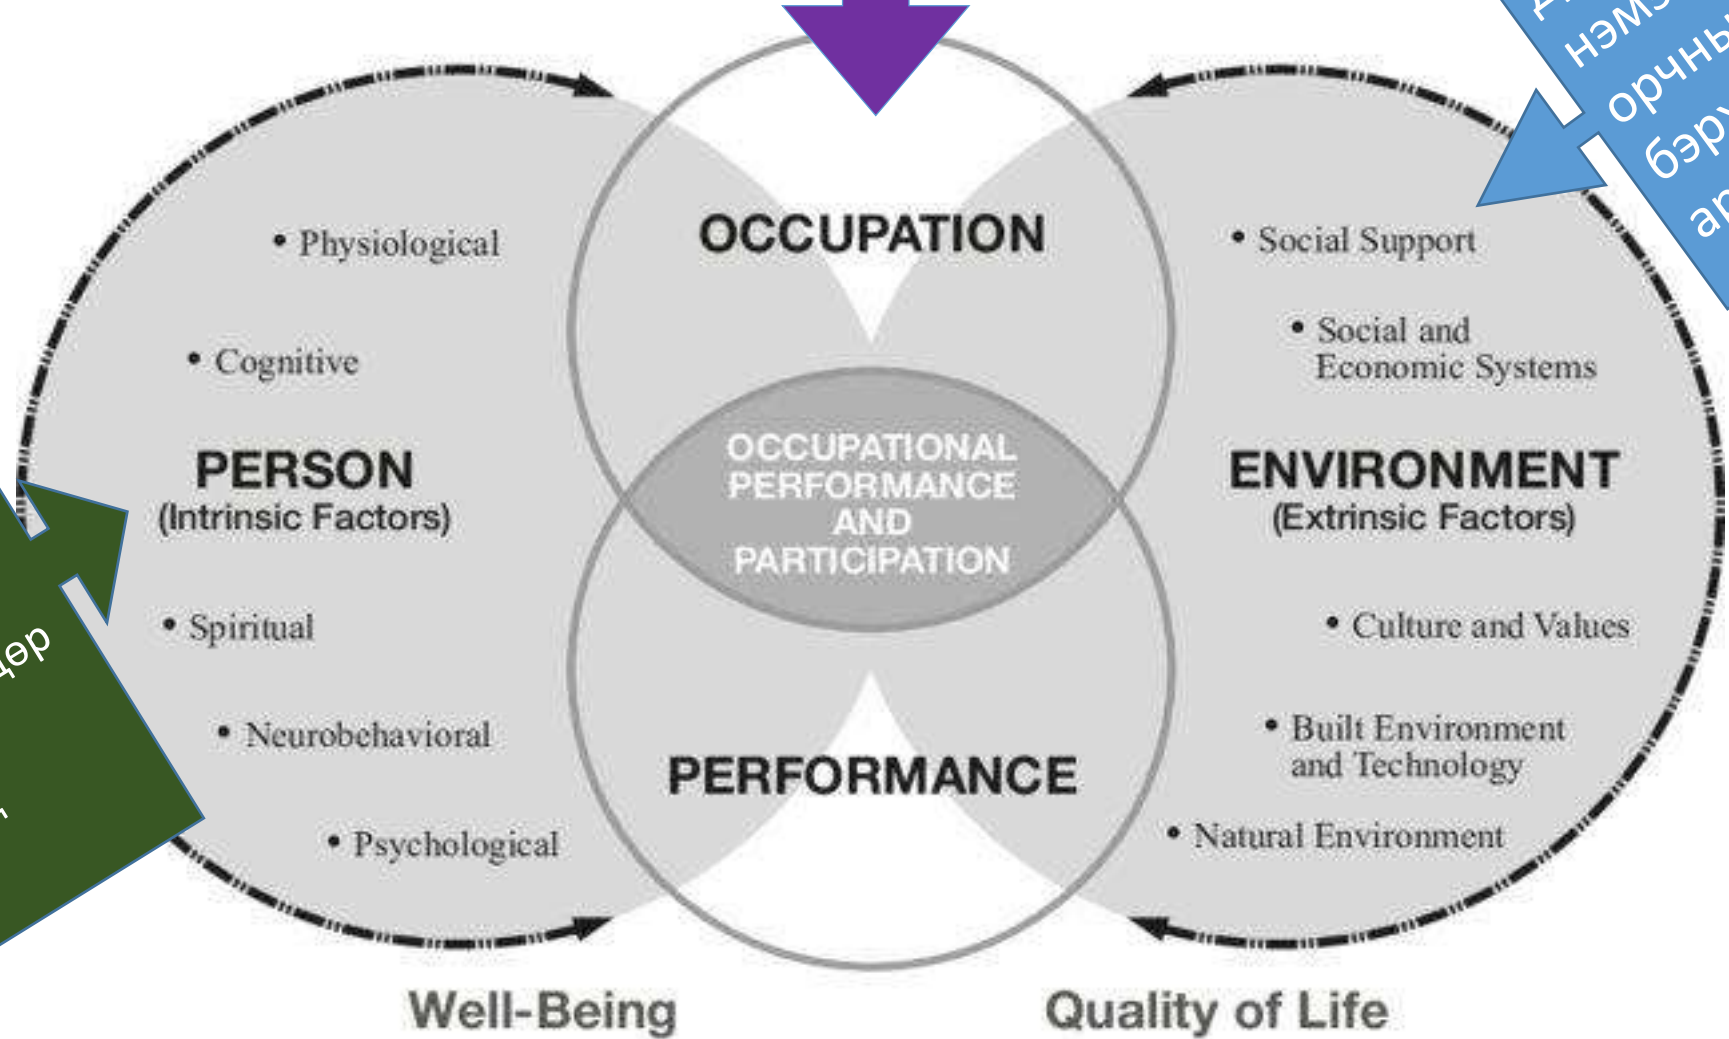 OCCUPATION
• Physiological
• Cognitive
PERSON
(Intrinsic Factors)
• Spiritual
• Neurobehavioral
• Psychological
OCCUPATIONAL
PERFORMANCE
AND
PARTICIPATION
PERFORMANCE
• Social Support
• Social and
Economic Systems
ENVIRONMENT
(Extrinsic Factors)
• Culture and Values
• Built Environment
and Technology
• Natural Environment
Well-Being
Quality of Life